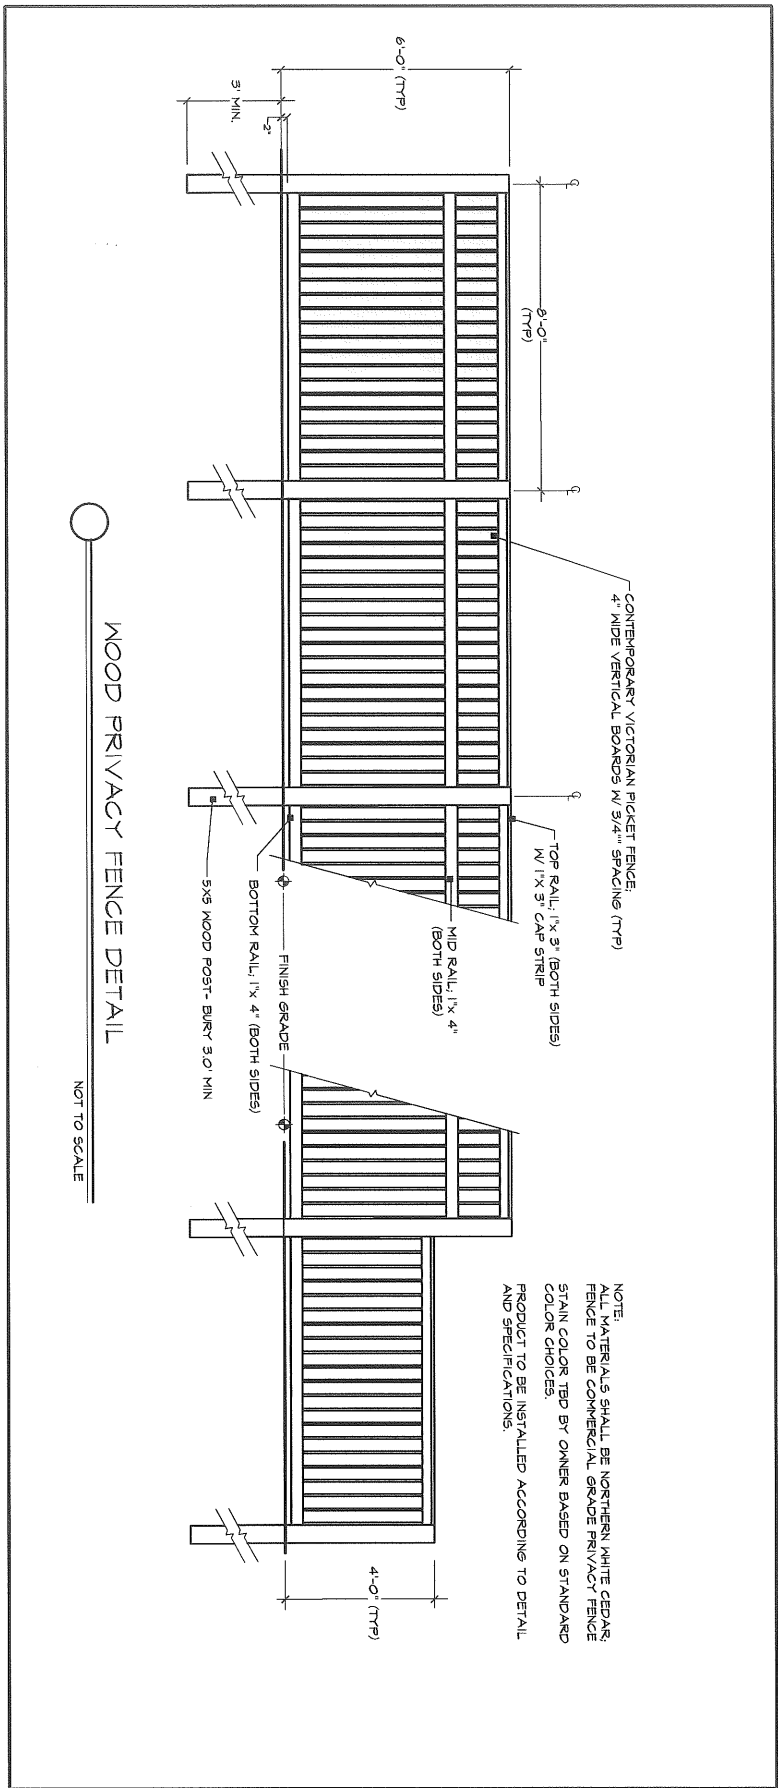 6'-0" (TYP)
3' MIN.
2"
8'-0"
(TYP)
CONTEMPORARY VICTORIAN PICKET FENCE;
4" WIDE VERTICAL BOARDS W/ 3/4"" SPACING (TYP)
TOP RAIL; 1"x 3" (BOTH SIDES)
W/ 1"X 3" CAP STRIP
MID RAIL; 1"x 4"
(BOTH SIDES)
FINISH GRADE
BOTTOM RAIL; 1"x 4" (BOTH SIDES)
5X5 WOOD POST- BURY 3.0' MIN
NOTE:
ALL MATERIALS SHALL BE NORTHERN WHITE CEDAR;
FENCE TO BE COMMERCIAL GRADE PRIVACY FENCE
STAIN COLOR TBD BY OWNER BASED ON STANDARD
COLOR CHOICES.
PRODUCT TO BE INSTALLED ACCORDING TO DETAIL
AND SPECIFICATIONS.
4'-0" (TYP)
WOOD PRIVACY FENCE DETAIL
NOT TO SCALE